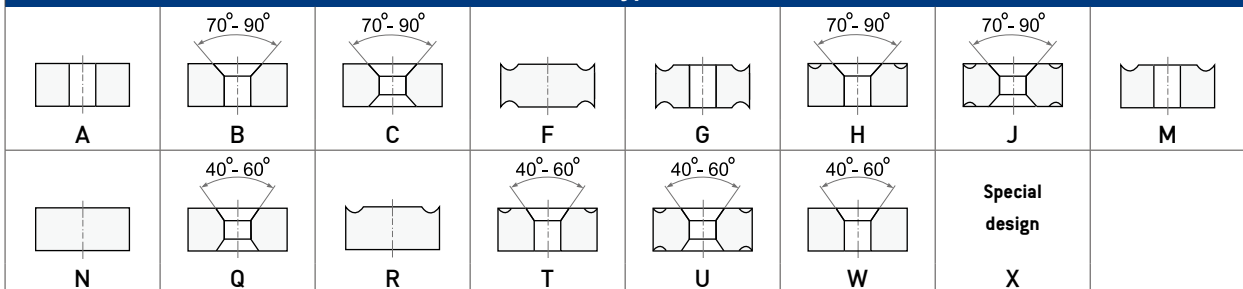 70°- 90° 70°- 90° 70°- 90° 70°- 90°
A B C F G H J M
40°- 60° 40°- 60° 40°- 60° 40°- 60° Special
design
N Q R T U W X